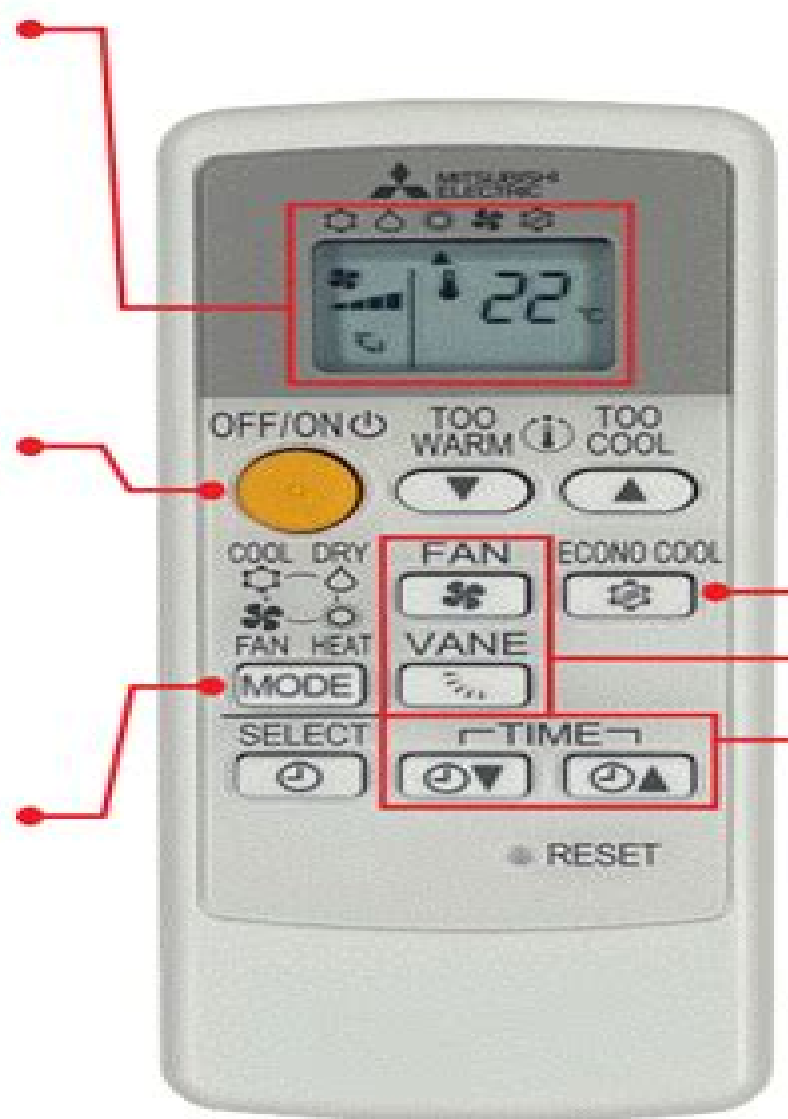 MITSUBISHI
ELECTRIC
22 °C
OFF/ON
TOO WARM
TOO COOL
COOL DRY
FAN HEAT
MODE
FAN
ECONO COOL
VANE
SELECT
TIME
RESET